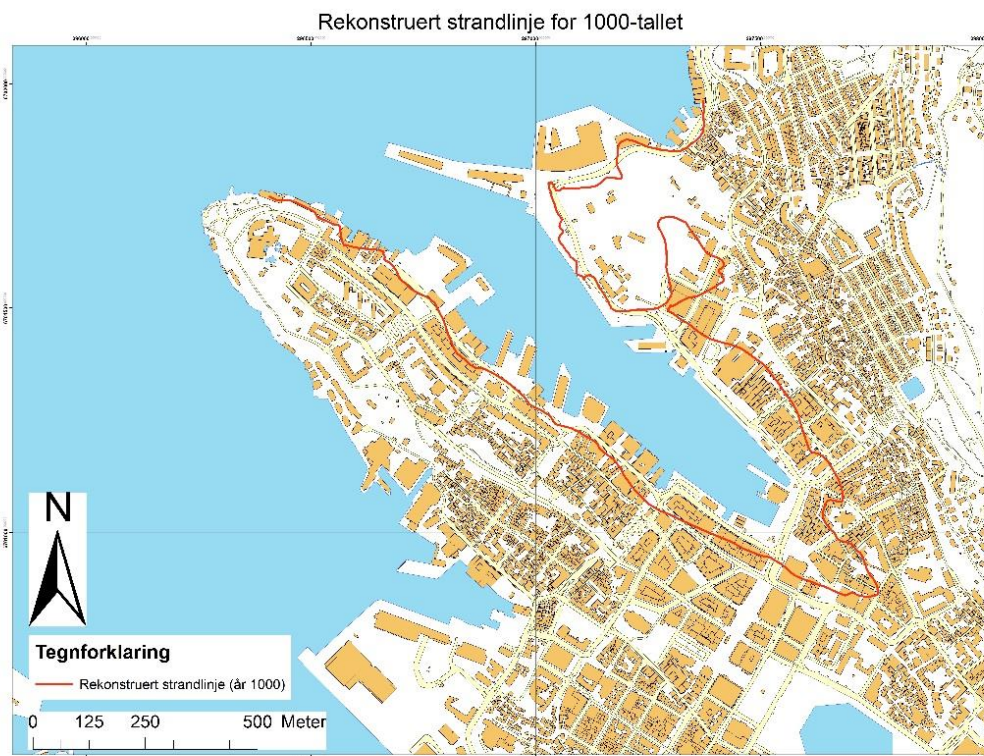 Rekonstruert strandlinje for 1000-tallet
N
Tegnforklaring
Rekonstruert strandlinje (år 1000)
0 125 250 500 Meter